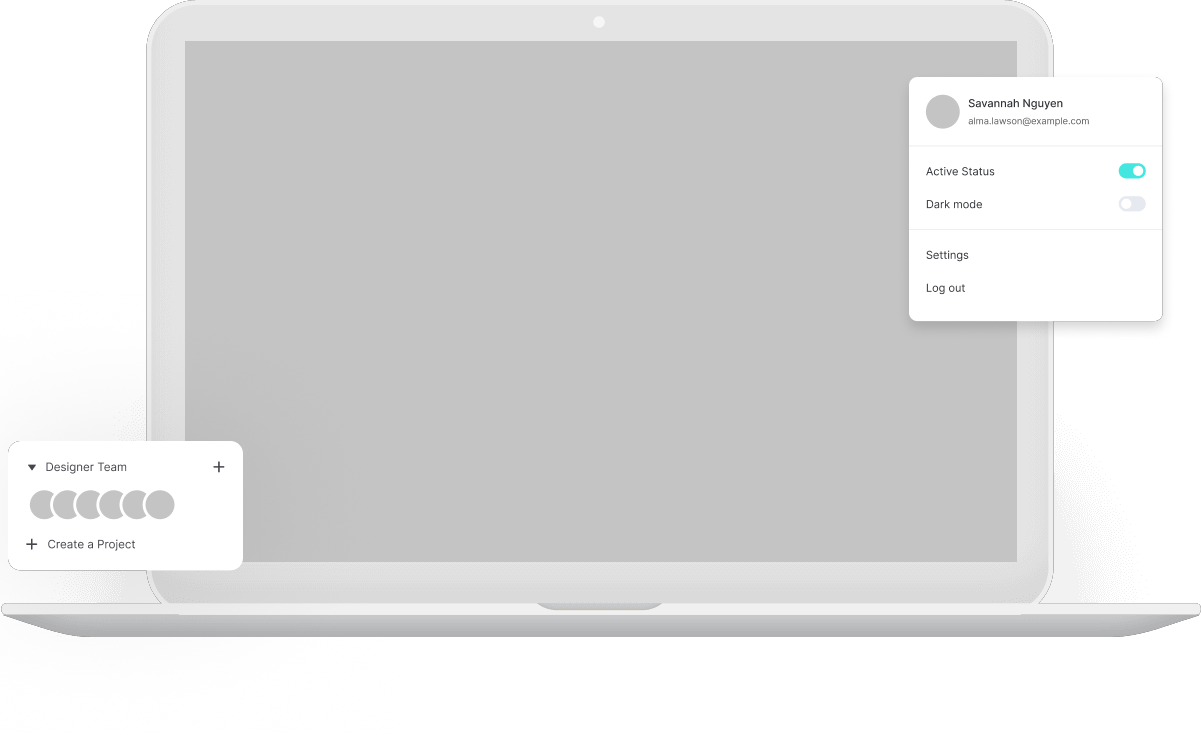 Savannah Nguyen
alma.lawson@example.com
Active Status
Dark mode
Settings
Log out
Designer Team
Create a Project